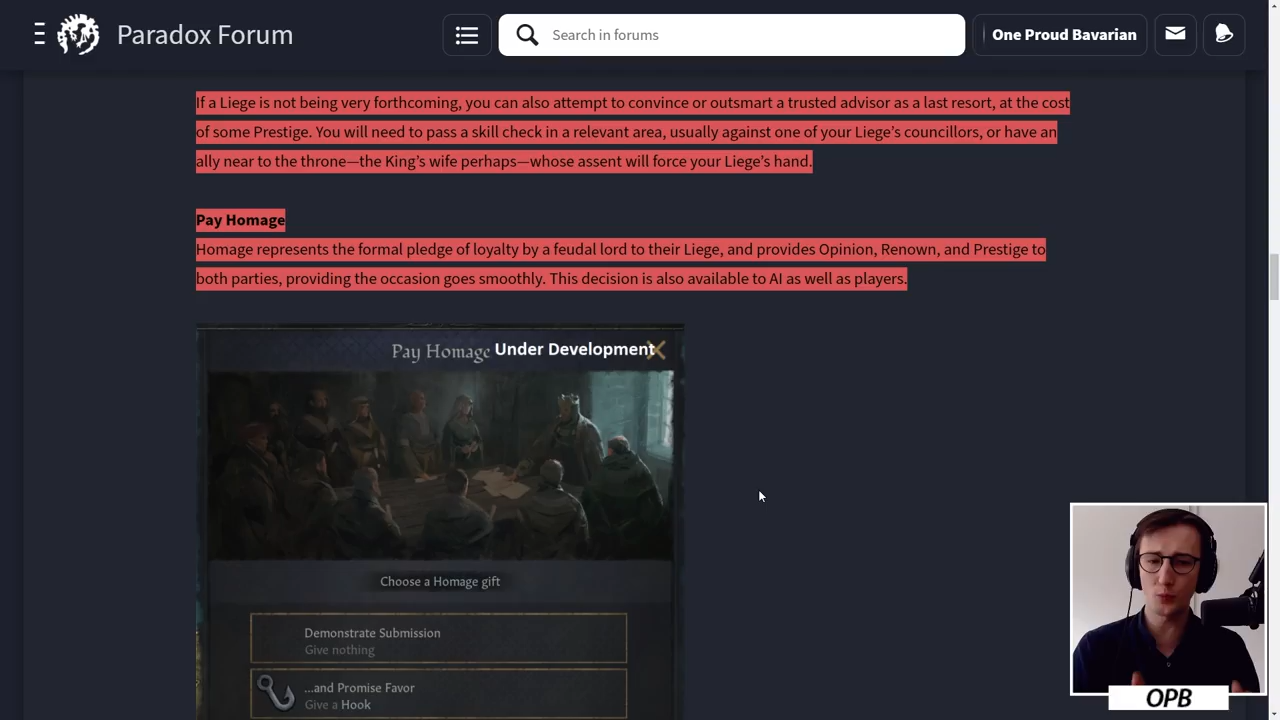 Paradox Forum
Search in forums
One Proud Bavarian
If a Liege is not being very forthcoming, you can also attempt to convince or outsmart a trusted advisor as a last resort, at the cost
of some Prestige. You will need to pass a skill check in a relevant area, usually against one of your Liege’s councillors, or have an
ally near to the throne—the King’s wife perhaps—whose assent will force your Liege’s hand.
Pay Homage
Homage represents the formal pledge of loyalty by a feudal lord to their Liege, and provides Opinion, Renown, and Prestige to
both parties, providing the occasion goes smoothly. This decision is also available to AI as well as players.
Pay Homage Under Development
Choose a Homage gift
Demonstrate Submission
Give nothing
...and Promise Favor
Give a Hook
OPB